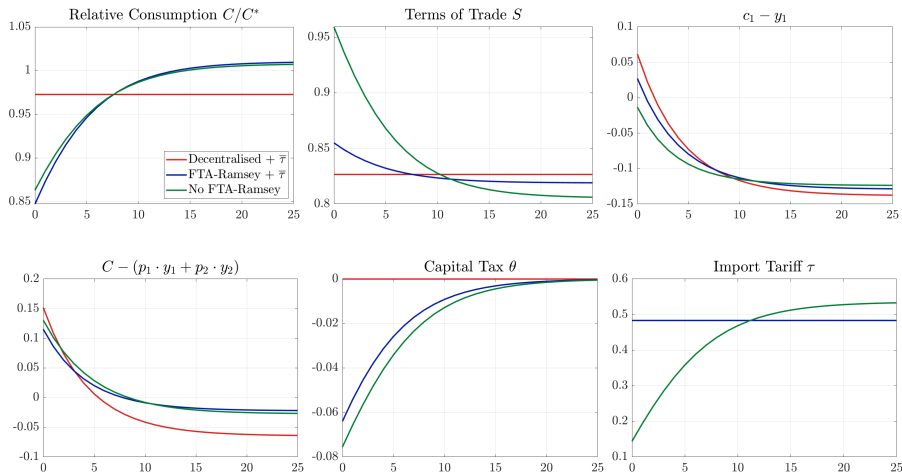 Relative Consumption C/C*
1.05
1
0.95
0.9
0.85
0 5 10 15 20 25
Decentralised + τ̅
FTA-Ramsey + τ̅
No FTA-Ramsey
Terms of Trade S
0.95
0.9
0.85
0.8
0 5 10 15 20 25
c₁ − y₁
0.1
0.05
0
-0.05
-0.1
-0.15
0 5 10 15 20 25
C − (p₁ · y₁ + p₂ · y₂)
0.2
0.15
0.1
0.05
0
-0.05
-0.1
0 5 10 15 20 25
Capital Tax θ
0
-0.02
-0.04
-0.06
-0.08
0 5 10 15 20 25
Import Tariff τ
0.6
0.5
0.4
0.3
0.2
0.1
0 5 10 15 20 25